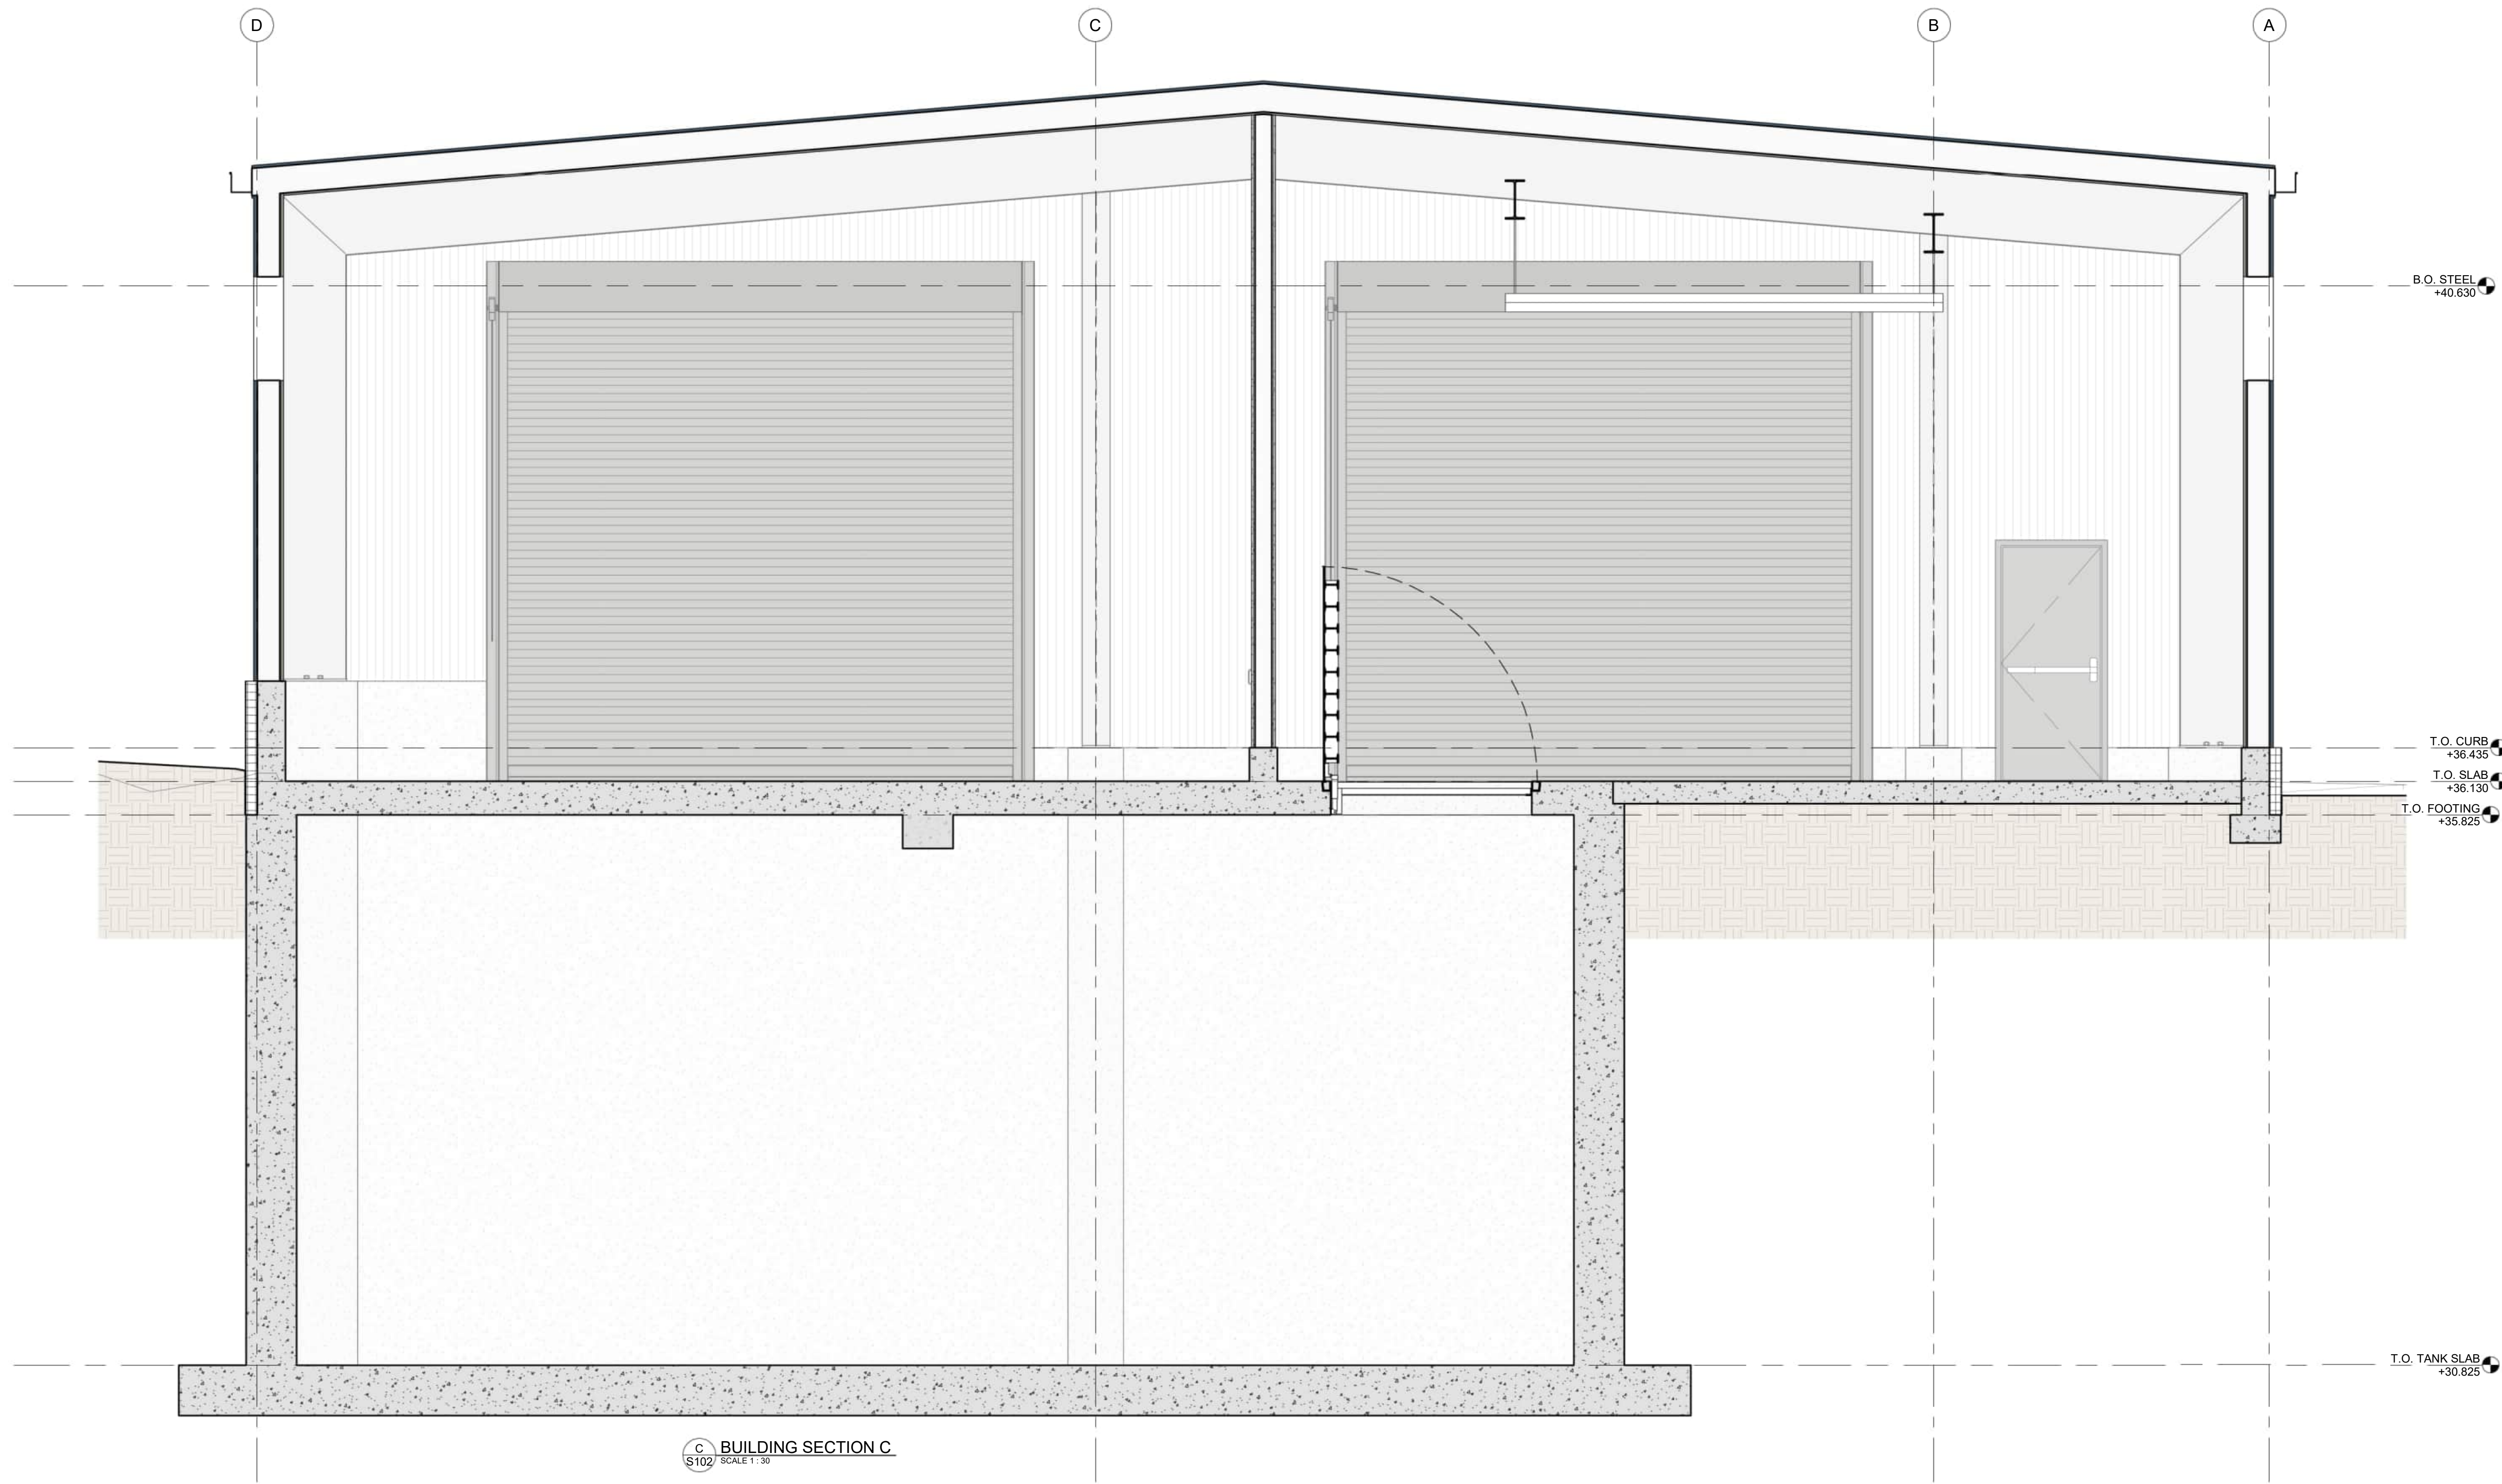 D
C
B
A
B.O. STEEL
+40.630
T.O. CURB
+36.435
T.O. SLAB
+36.130
T.O. FOOTING
+35.825
T.O. TANK SLAB
+30.825
C
S102
BUILDING SECTION C
SCALE 1 : 30